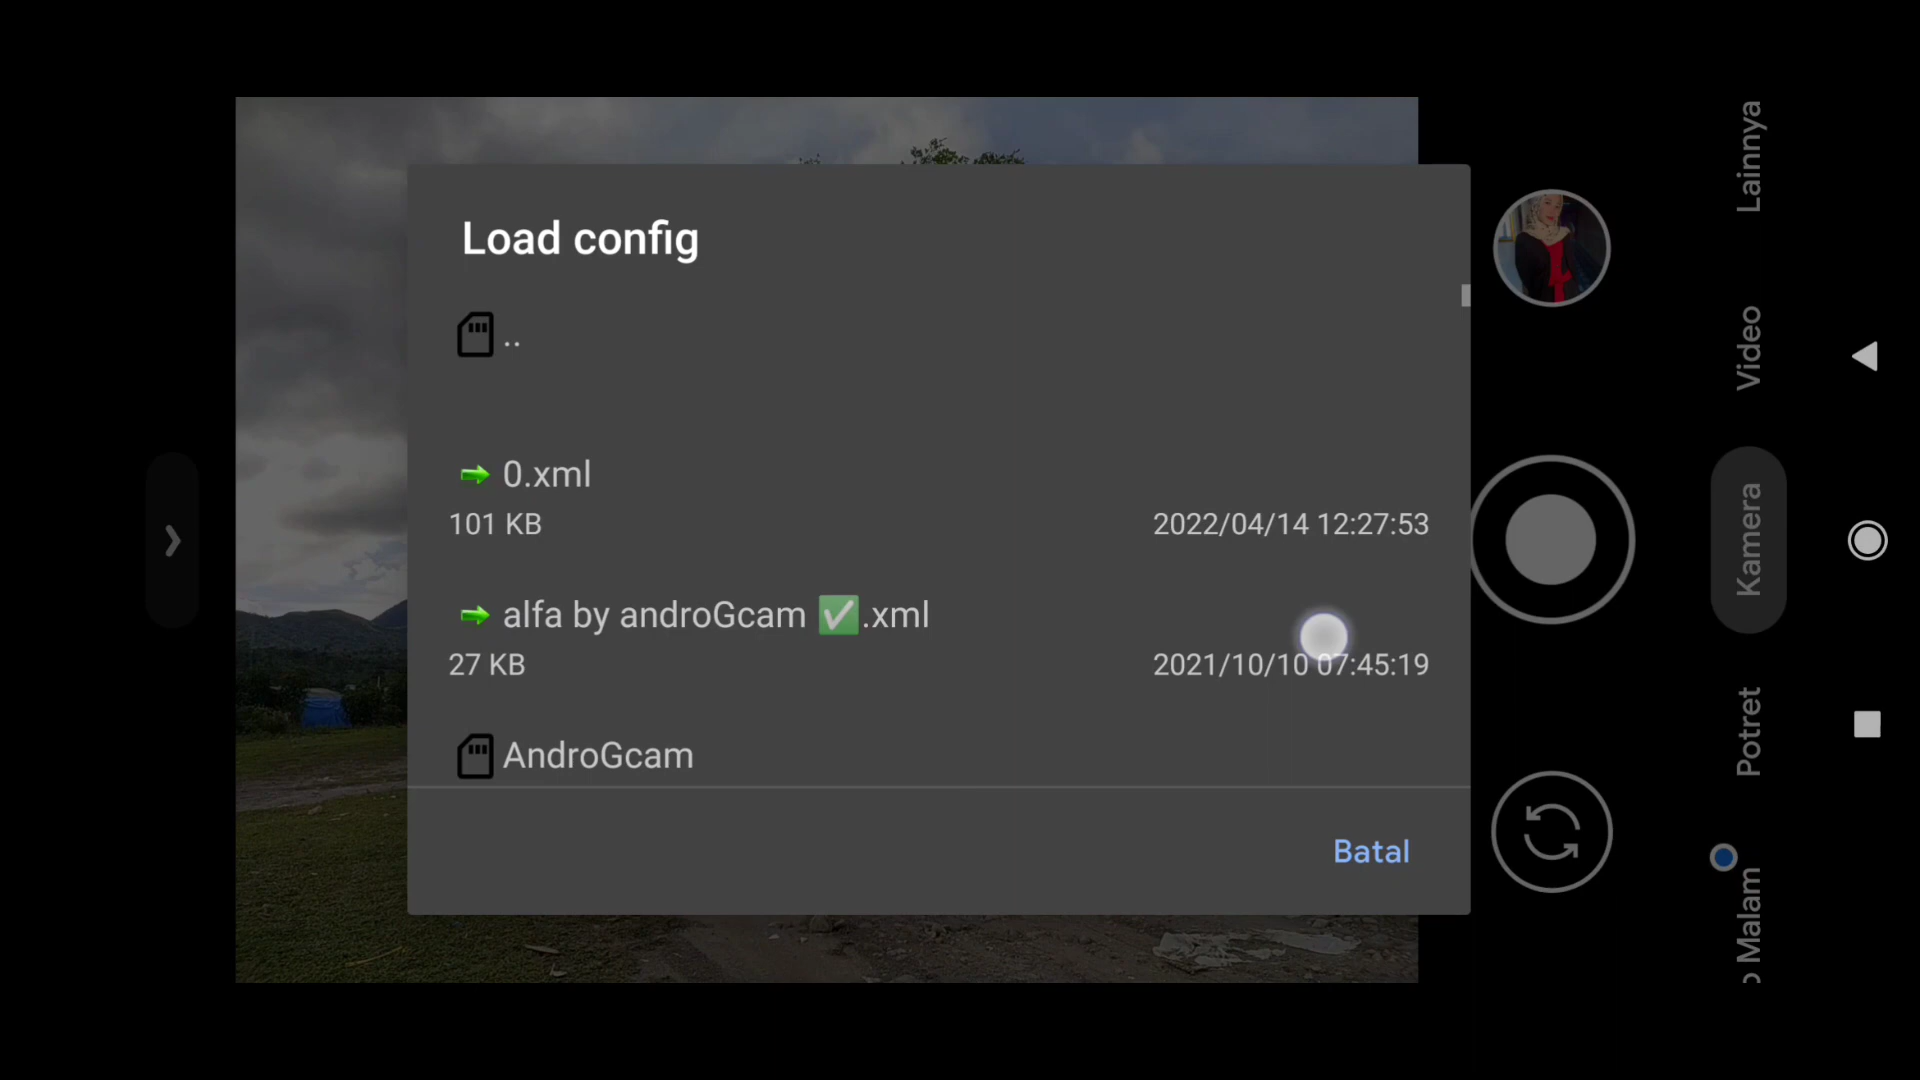 Load config
..
0.xml
101 KB 2022/04/14 12:27:53
alfa by androGcam ✅.xml
27 KB 2021/10/10 07:45:19
AndroGcam
Batal
Lainnya
Video
Kamera
Potret
Malam